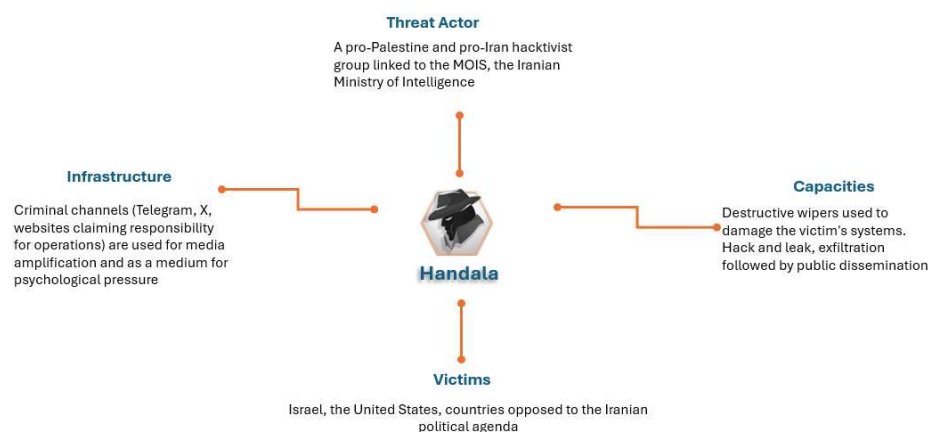 Threat Actor
A pro-Palestine and pro-Iran hacktivist
group linked to the MOIS, the Iranian
Ministry of Intelligence
Infrastructure
Criminal channels (Telegram, X,
websites claiming responsibility
for operations) are used for media
amplification and as a medium for
psychological pressure
Handala
Capacities
Destructive wipers used to
damage the victim's systems.
Hack and leak, exfiltration
followed by public dissemination
Victims
Israel, the United States, countries opposed to the Iranian
political agenda